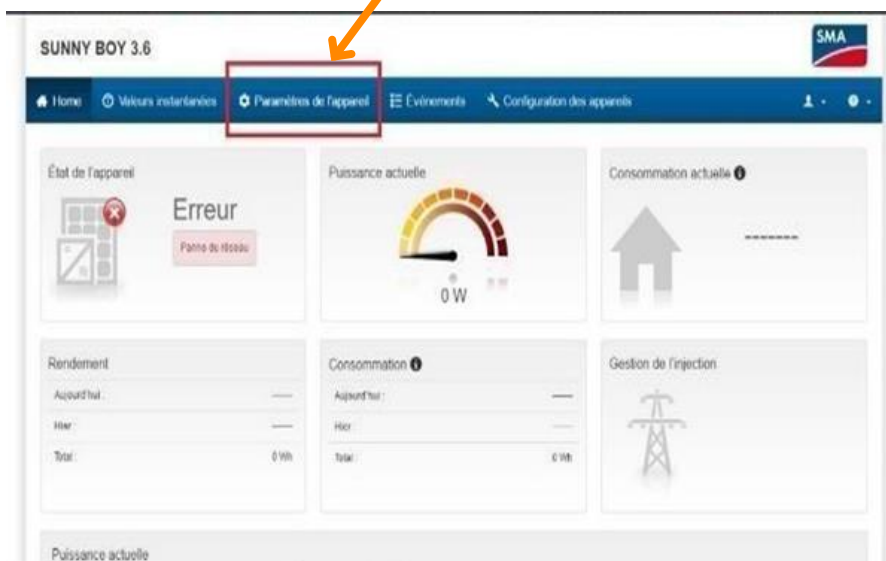 SUNNY BOY 3.6
SMA
Home Valeurs instantanées Paramètres de l'appareil Événements Configuration des appareils
État de l'appareil
Erreur
Panne du réseau
Puissance actuelle
0 W
Consommation actuelle
-------
Rendement
Aujourd'hui :
Hier :
Total : 0 Wh
Consommation
Aujourd'hui :
Hier :
Total : 0 Wh
Gestion de l'injection
Puissance actuelle